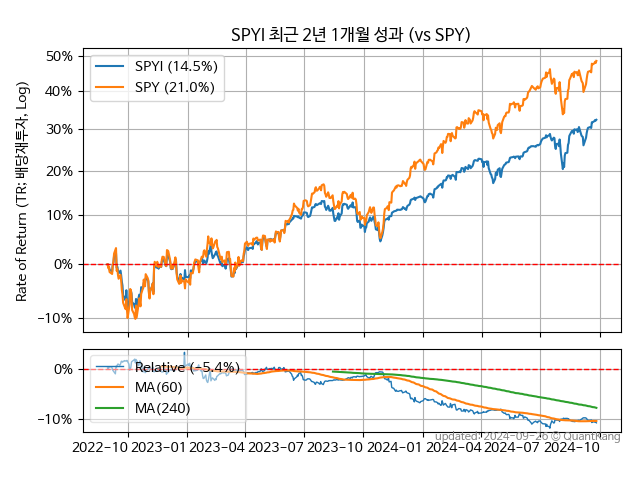 SPYI 최근 2년 1개월 성과 (vs SPY)
Rate of Return (TR: 배당재투자, Log)
50%
40%
30%
20%
10%
0%
−10%
SPYI (14.5%)
SPY (21.0%)
0%
−10%
Relative (−5.4%)
MA(60)
MA(240)
updated: 2024-09-26 © QuantKang
2022−10 2023−01 2023−04 2023−07 2023−10 2024−01 2024−04 2024−07 2024−10